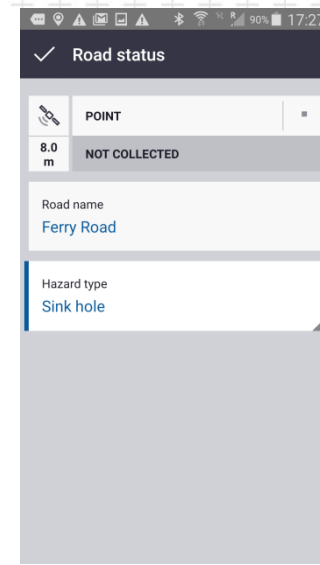 R 90% 17:27
Road status
POINT
8.0
m
NOT COLLECTED
Road name
Ferry Road
Hazard type
Sink hole